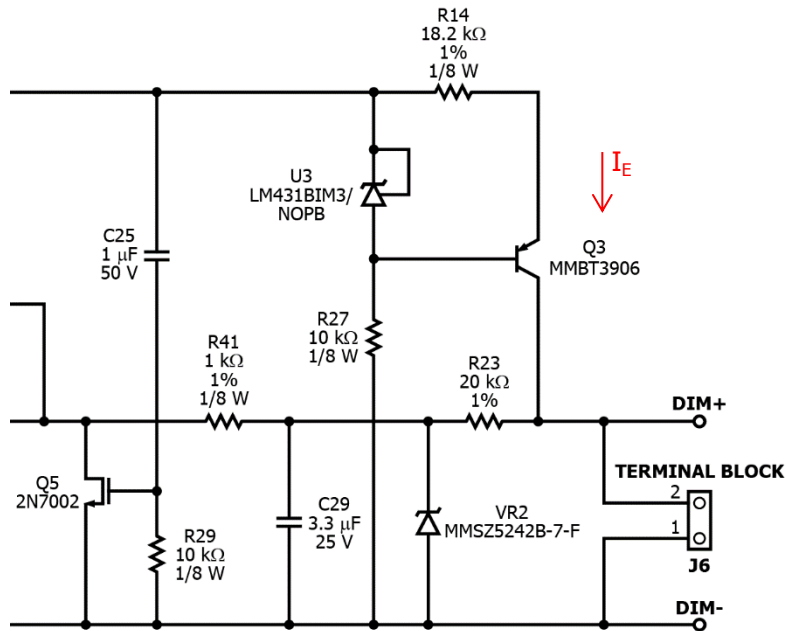 R14
18.2 kΩ
1%
1/8 W
I_E
U3
LM431BIM3/
NOPB
C25
1 μF
50 V
Q3
MMBT3906
R27
10 kΩ
1/8 W
R41
1 kΩ
1%
1/8 W
R23
20 kΩ
1%
DIM+
Q5
2N7002
TERMINAL BLOCK
2
1
J6
C29
3.3 μF
25 V
VR2
MMSZ5242B-7-F
R29
10 kΩ
1/8 W
DIM-